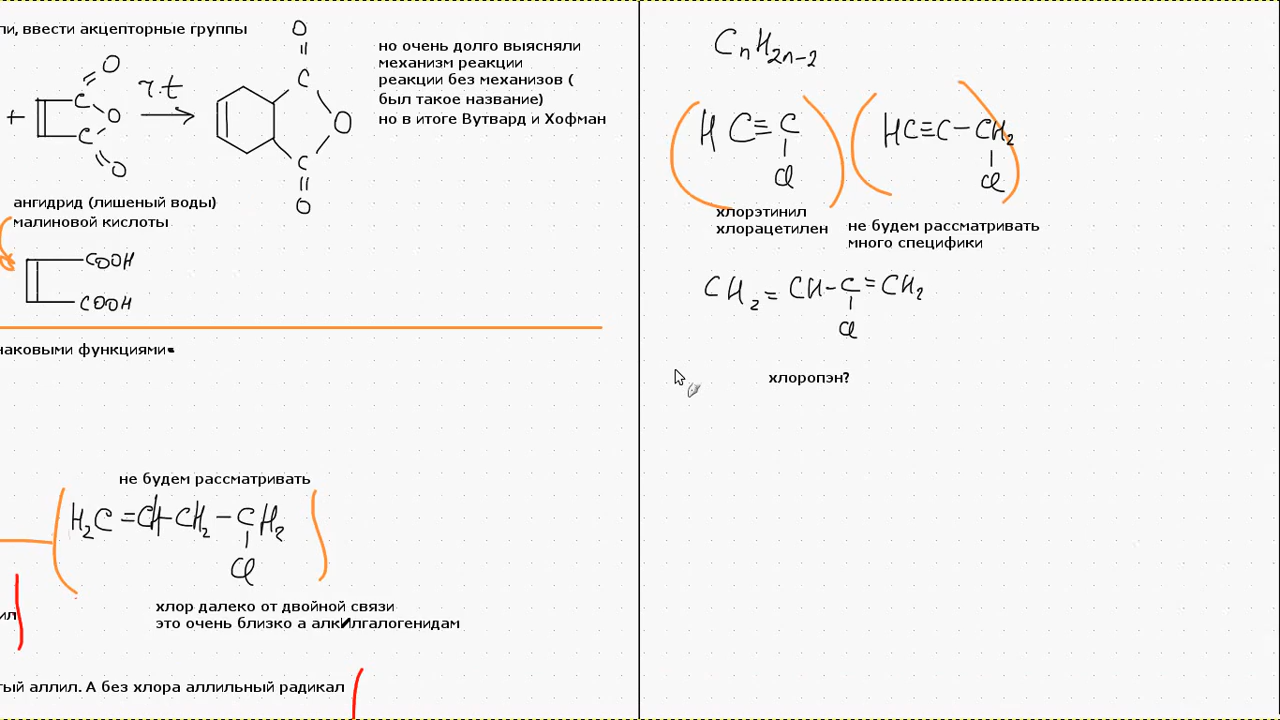 ли, ввести акцепторные группы
но очень долго выясняли
механизм реакции
реакции без механизов (
был такое название)
но в итоге Вутвард и Хофман
+ C O O C O r.t
O C O C O
ангидрид (лишеный воды)
малиновой кислоты
COOH
COOH
наковыми функциями
не будем рассматривать
H₂C=CH-CH₂-CH₂
Cl
хлор далеко от двойной связи
это очень близко а алкилгалогенидам
ил
тый аллил. А без хлора аллильный радикал
CnH2n-2
HC≡C
Cl
хлорэтинил
хлорацетилен
HC≡C-CH₂
Cl
не будем рассматривать
много специфики
CH₂=CH-C=CH₂
Cl
хлоропэн?